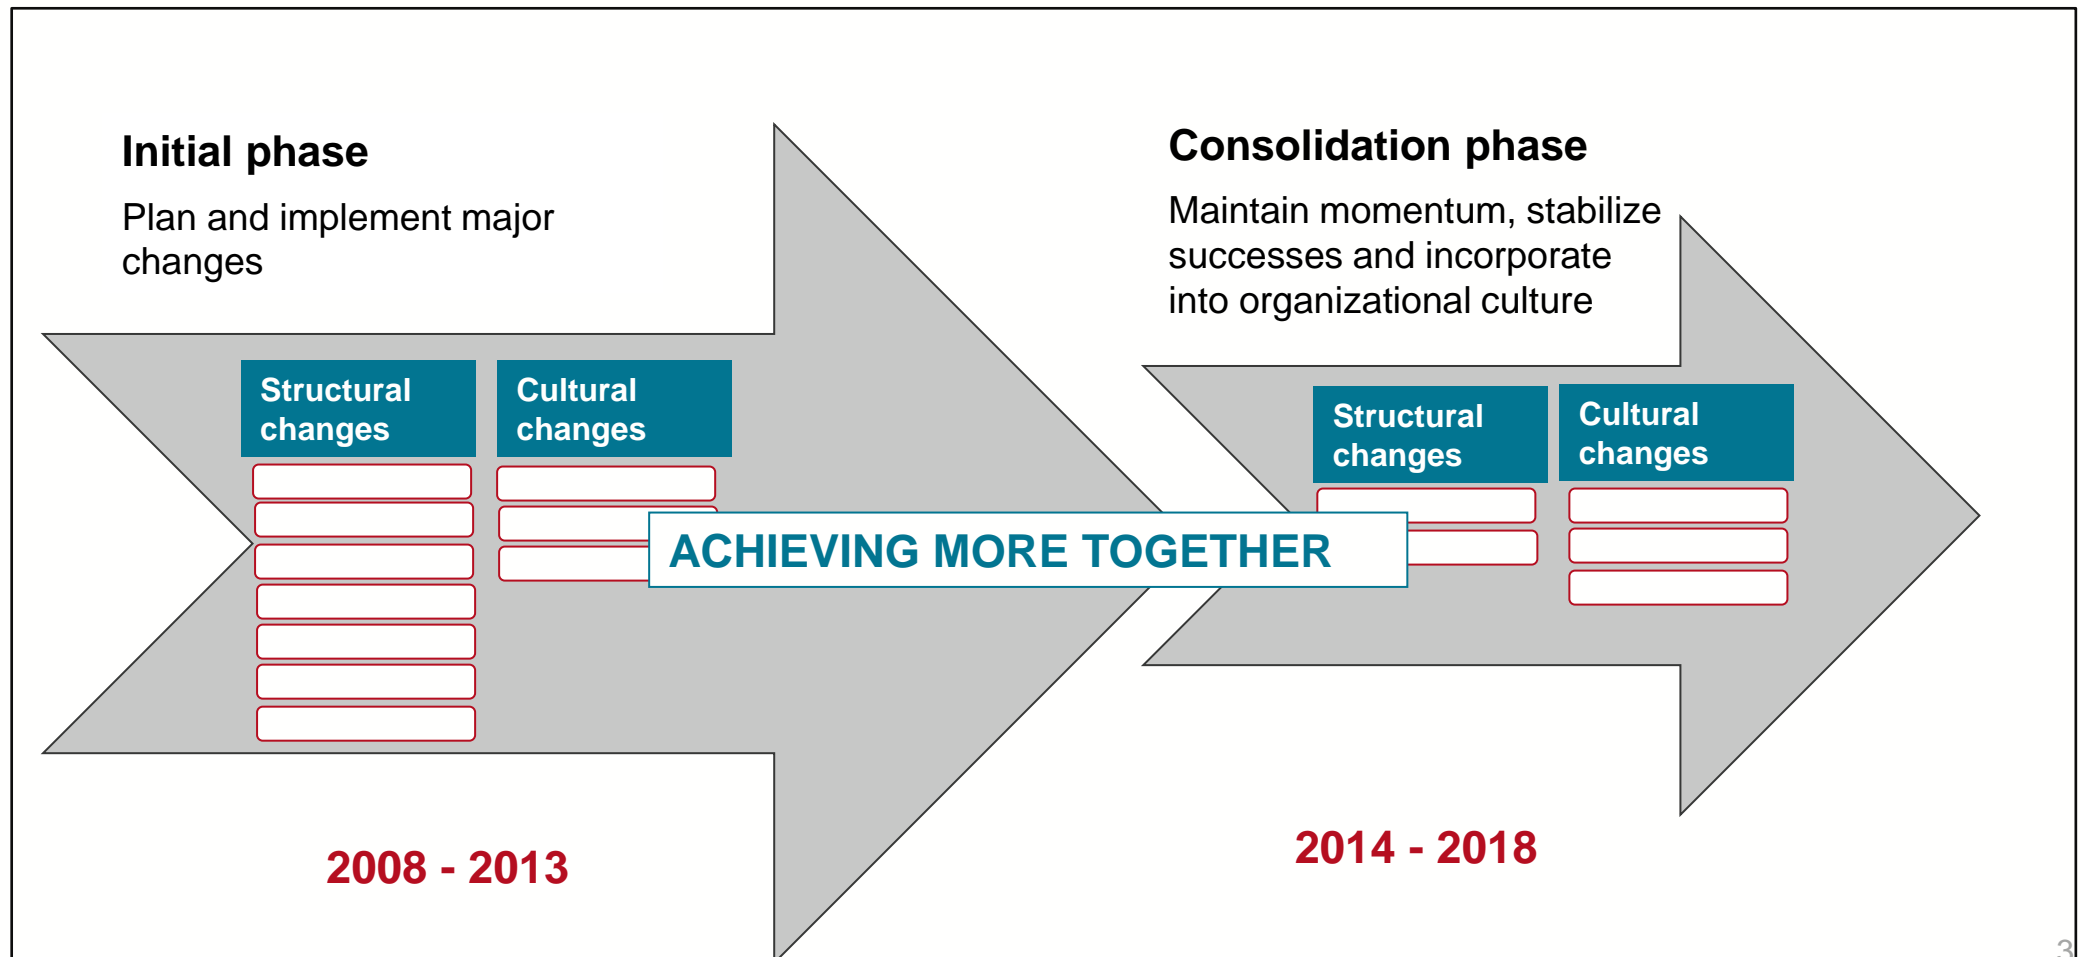 Initial phase
Plan and implement major
changes
Structural
changes
Cultural
changes
2008 - 2013
ACHIEVING MORE TOGETHER
Consolidation phase
Maintain momentum, stabilize
successes and incorporate
into organizational culture
Structural
changes
Cultural
changes
2014 - 2018
3